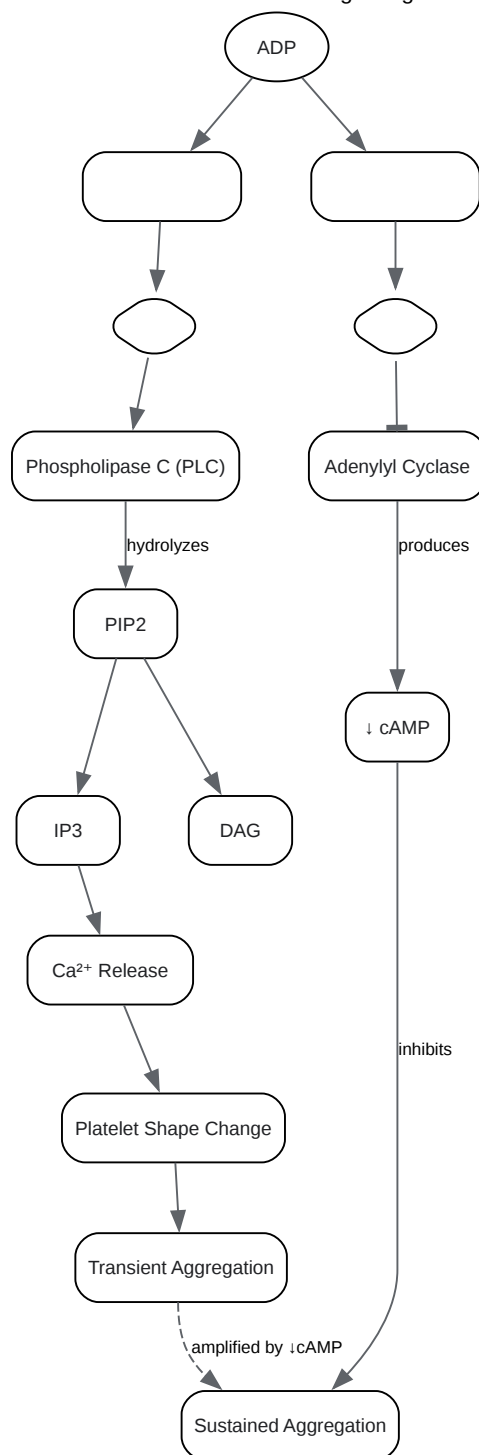 ADP
Phospholipase C (PLC)
Adenylyl Cyclase
hydrolyzes
produces
PIP2
↓ cAMP
IP3
DAG
Ca²⁺ Release
inhibits
Platelet Shape Change
Transient Aggregation
amplified by ↓cAMP
Sustained Aggregation